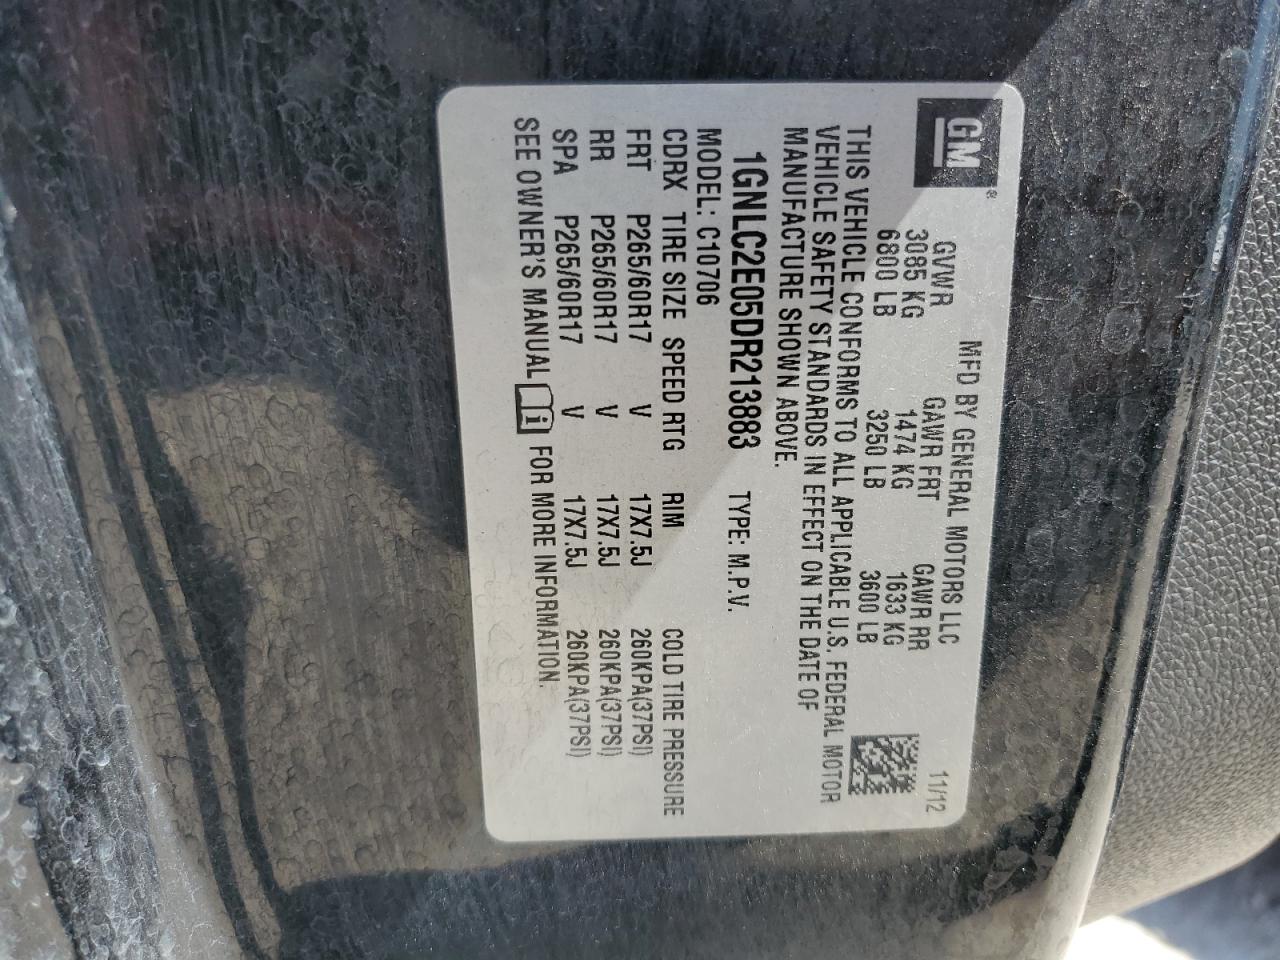 GM®
MFD BY GENERAL MOTORS LLC 11/12
GVWR GAWR FRT GAWR RR
3085 KG 1474 KG 1633 KG
6800 LB 3250 LB 3600 LB
THIS VEHICLE CONFORMS TO ALL APPLICABLE U.S. FEDERAL MOTOR
VEHICLE SAFETY STANDARDS IN EFFECT ON THE DATE OF
MANUFACTURE SHOWN ABOVE.
1GNLC2E05DR213883 TYPE: M.P.V.
MODEL: C10706
CDRX TIRE SIZE SPEED RTG RIM COLD TIRE PRESSURE
FRT P265/60R17 V 17X7.5J 260KPA(37PSI)
RR P265/60R17 V 17X7.5J 260KPA(37PSI)
SPA P265/60R17 V 17X7.5J 260KPA(37PSI)
SEE OWNER'S MANUAL i FOR MORE INFORMATION.